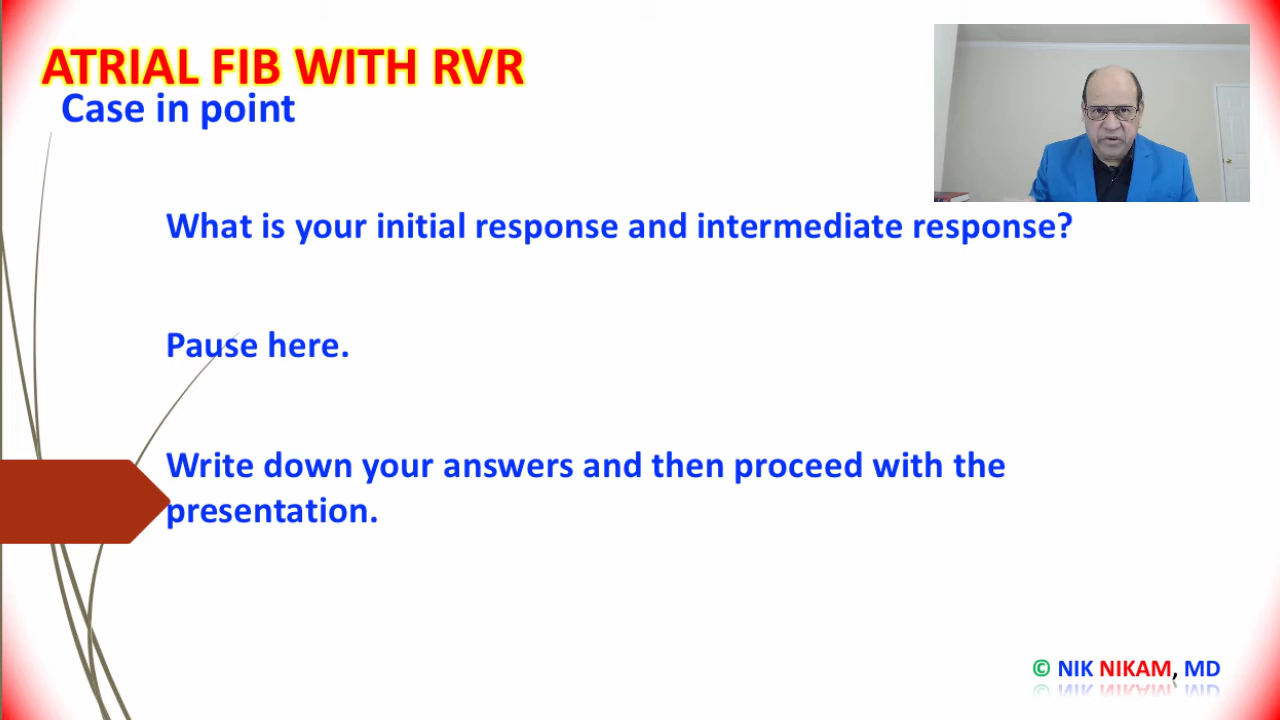 ATRIAL FIB WITH RVR
Case in point
What is your initial response and intermediate response?
Pause here.
Write down your answers and then proceed with the
presentation.
© NIK NIKAM, MD